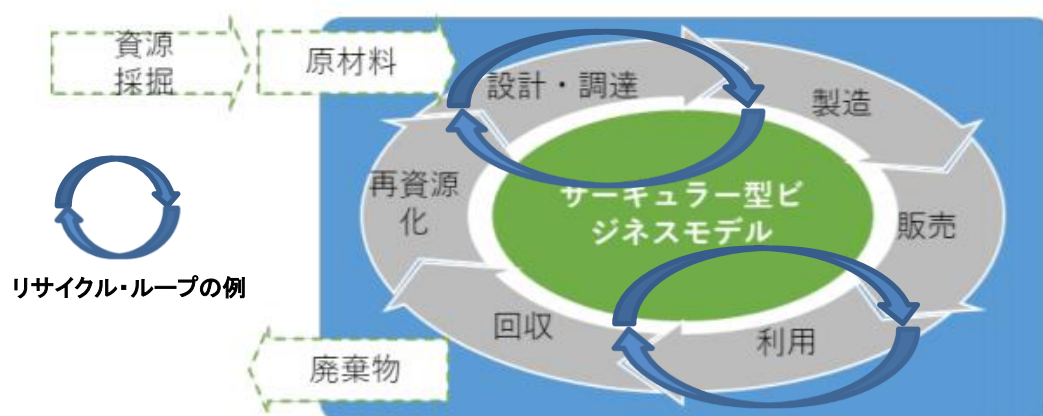 資源
採掘
原材料
設計・調達
製造
再資源
化
サーキュラー型ビ
ジネスモデル
販売
リサイクル・ループの例
回収
利用
廃棄物